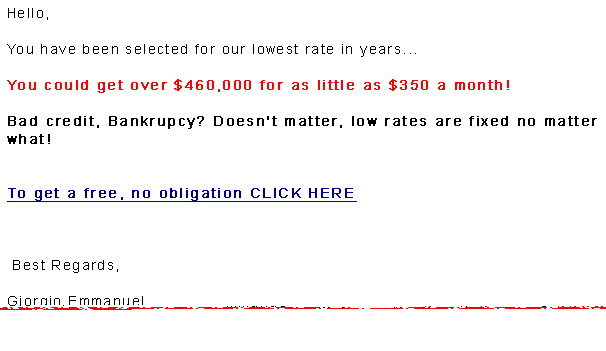 Hello,
You have been selected for our lowest rate in years...
You could get over $460,000 for as little as $350 a month!
Bad credit, Bankrupcy? Doesn't matter, low rates are fixed no matter
what!
To get a free, no obligation CLICK HERE
Best Regards,
Giorgio Emmanuel